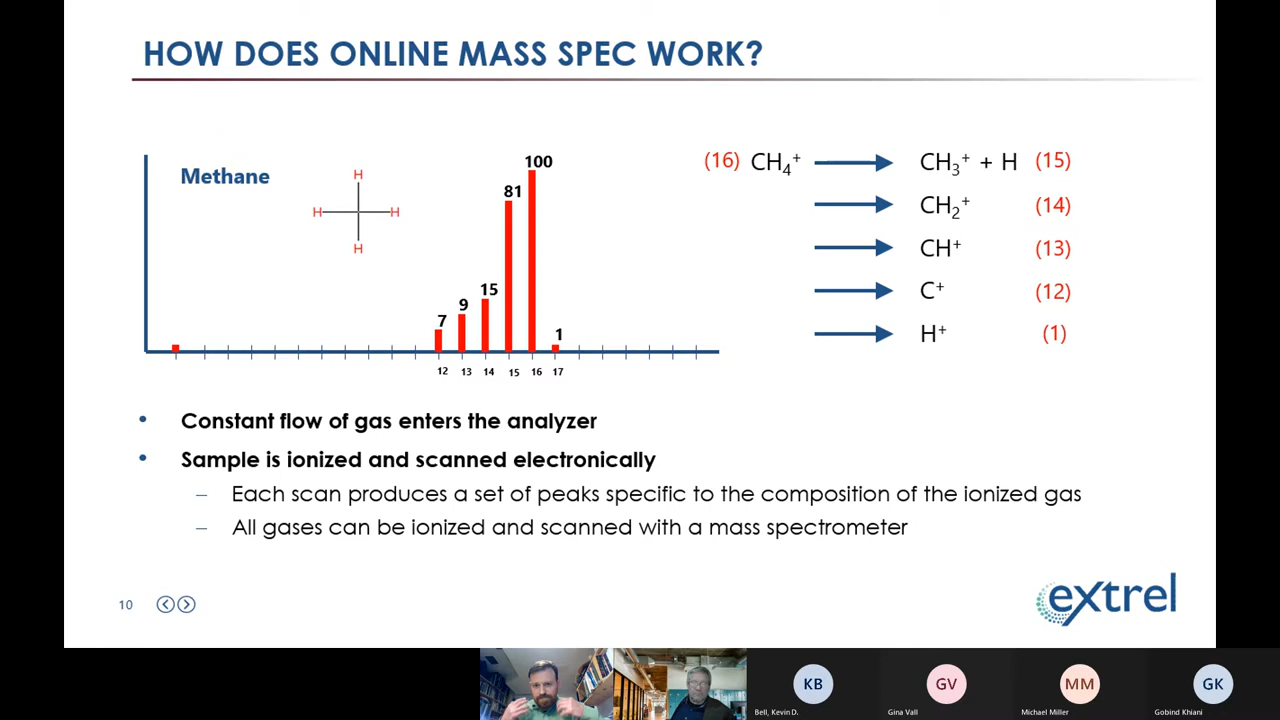 HOW DOES ONLINE MASS SPEC WORK?
Methane
H
H H
H
7
9
15
81
100
1
12 13 14 15 16 17
(16) CH₄⁺ CH₃⁺ + H (15)
CH₂⁺ (14)
CH⁺ (13)
C⁺ (12)
H⁺ (1)
• Constant flow of gas enters the analyzer
• Sample is ionized and scanned electronically
– Each scan produces a set of peaks specific to the composition of the ionized gas
– All gases can be ionized and scanned with a mass spectrometer
10
extrel
KB GV MM GK
Bell, Kevin D. Gina Vall Michael Miller Gobind Khiani